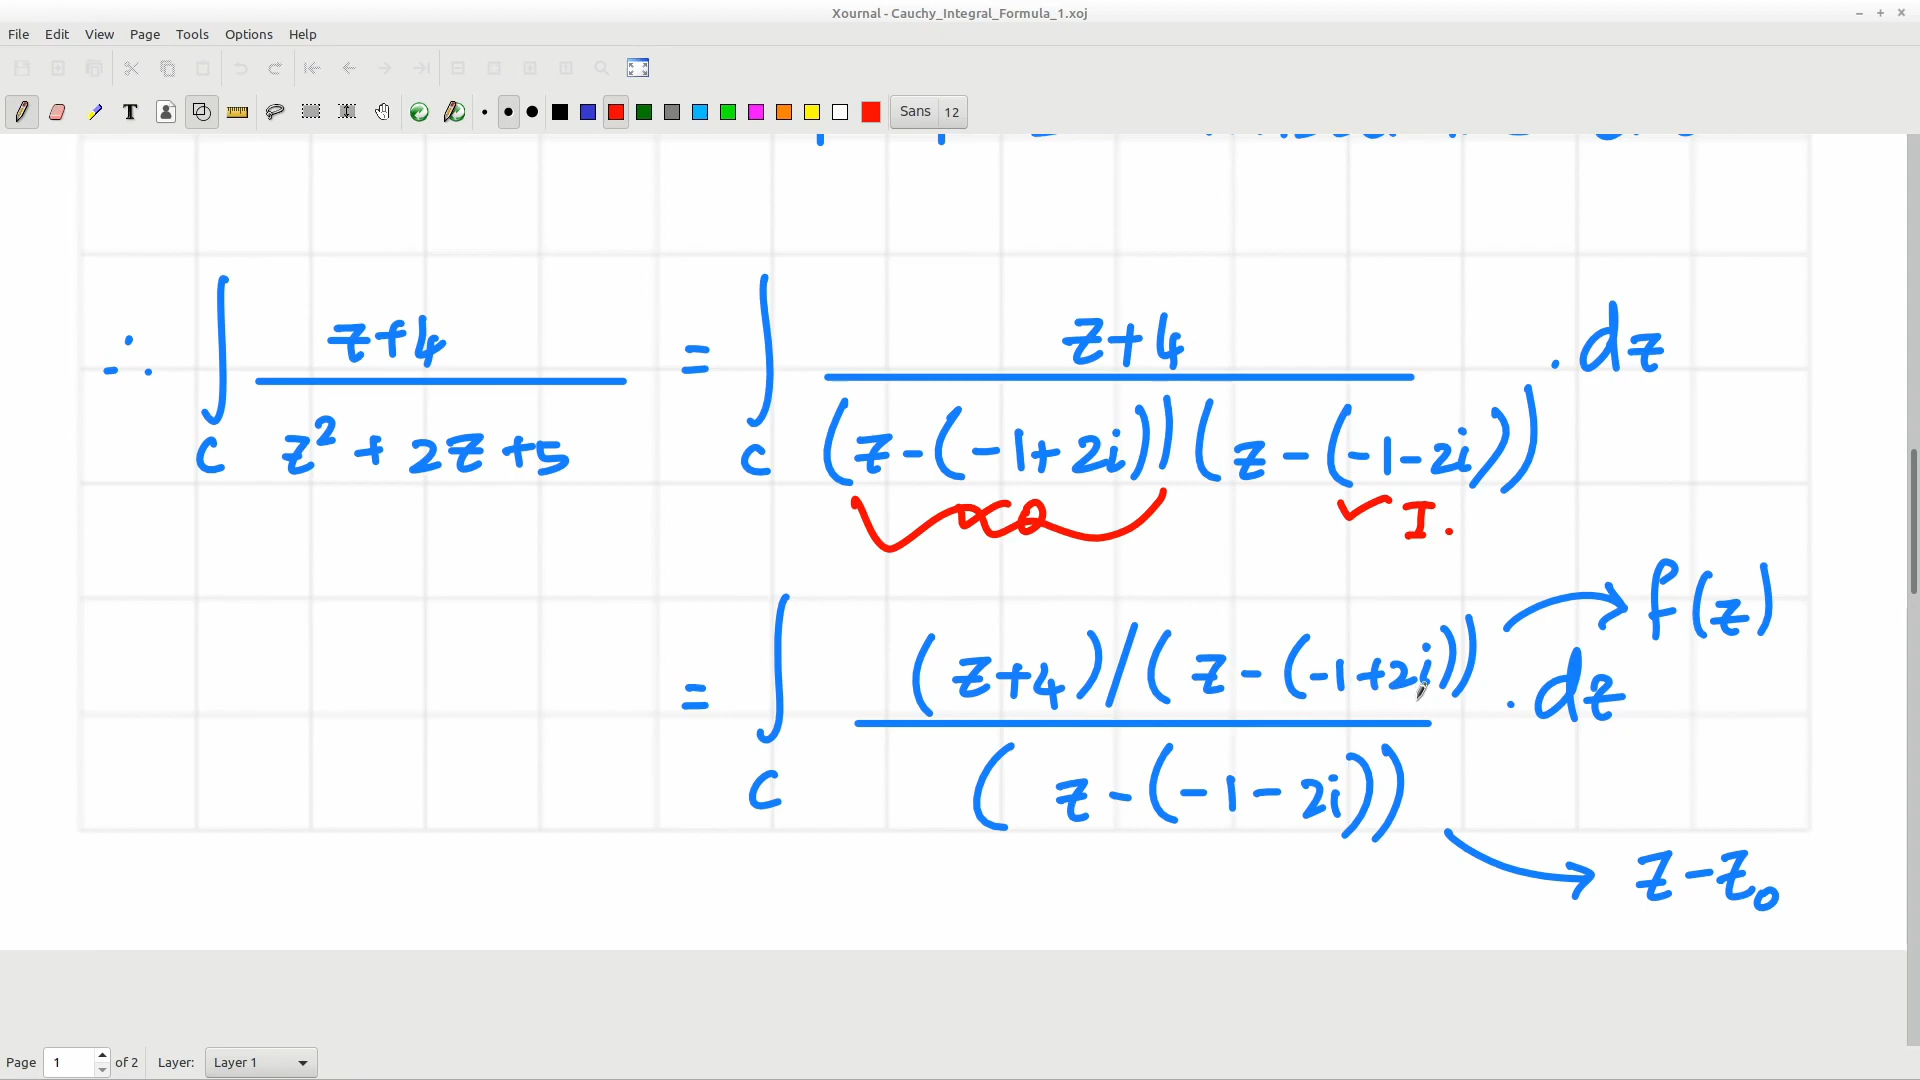 Xournal - Cauchy_Integral_Formula_1.xoj
File Edit View Page Tools Options Help
T Sans 12
∴ ∫_C (z+4)/(z² + 2z + 5) = ∫_C (z+4)/((z-(-1+2i))(z-(-1-2i))) · dz
O I.
= ∫_C ((z+4)/(z-(-1+2i)))/((z-(-1-2i))) · dz → f(z)
→ z-z₀
Page 1 of 2 Layer: Layer 1